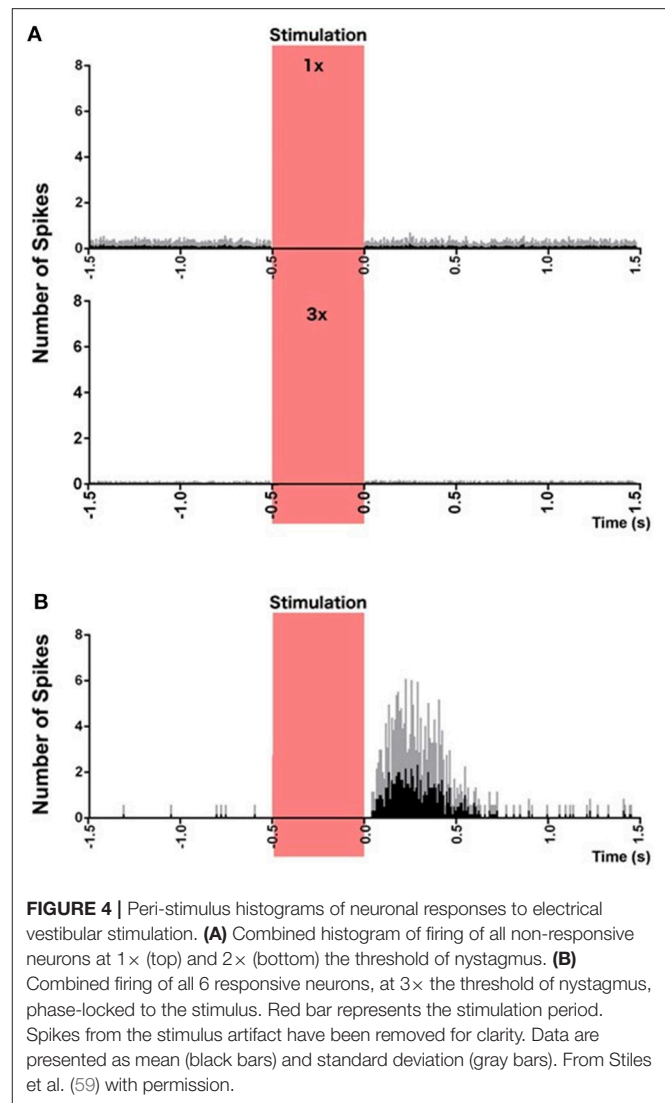 A
Stimulation
1x
8
6
4
2
0
-1.5
-1.0
-0.5
0.0
0.5
1.0
1.5
Number of Spikes
3x
8
6
4
2
0
-1.5
-1.0
-0.5
0.0
0.5
1.0
1.5
Time (s)
B
Stimulation
Number of Spikes
8
6
4
2
0
-1.5
-1.0
-0.5
0.0
0.5
1.0
1.5
Time (s)
FIGURE 4 | Peri-stimulus histograms of neuronal responses to electrical
vestibular stimulation. (A) Combined histogram of firing of all non-responsive
neurons at 1× (top) and 2× (bottom) the threshold of nystagmus. (B)
Combined firing of all 6 responsive neurons, at 3× the threshold of nystagmus,
phase-locked to the stimulus. Red bar represents the stimulation period.
Spikes from the stimulus artifact have been removed for clarity. Data are
presented as mean (black bars) and standard deviation (gray bars). From Stiles
et al. (59) with permission.